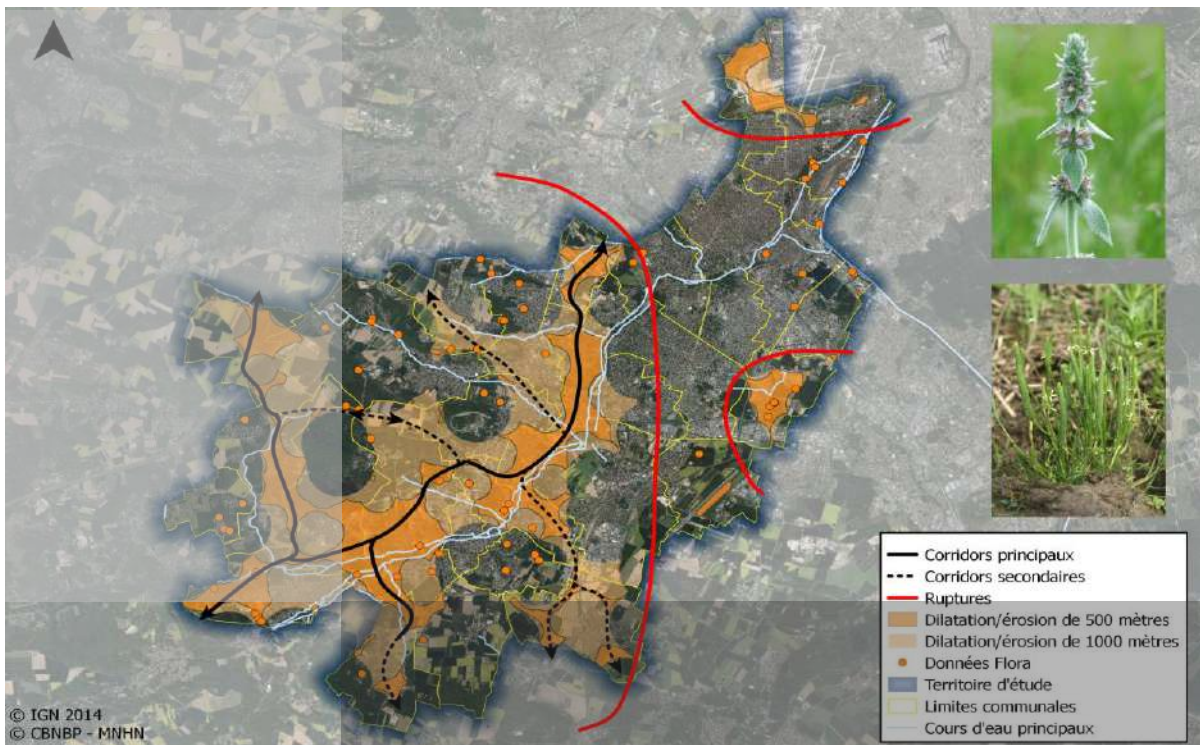 Corridors principaux
Corridors secondaires
Ruptures
Dilatation/érosion de 500 mètres
Dilatation/érosion de 1000 mètres
Données Flora
Territoire d'étude
Limites communales
Cours d'eau principaux
© IGN 2014
© CBNBP - MNHN